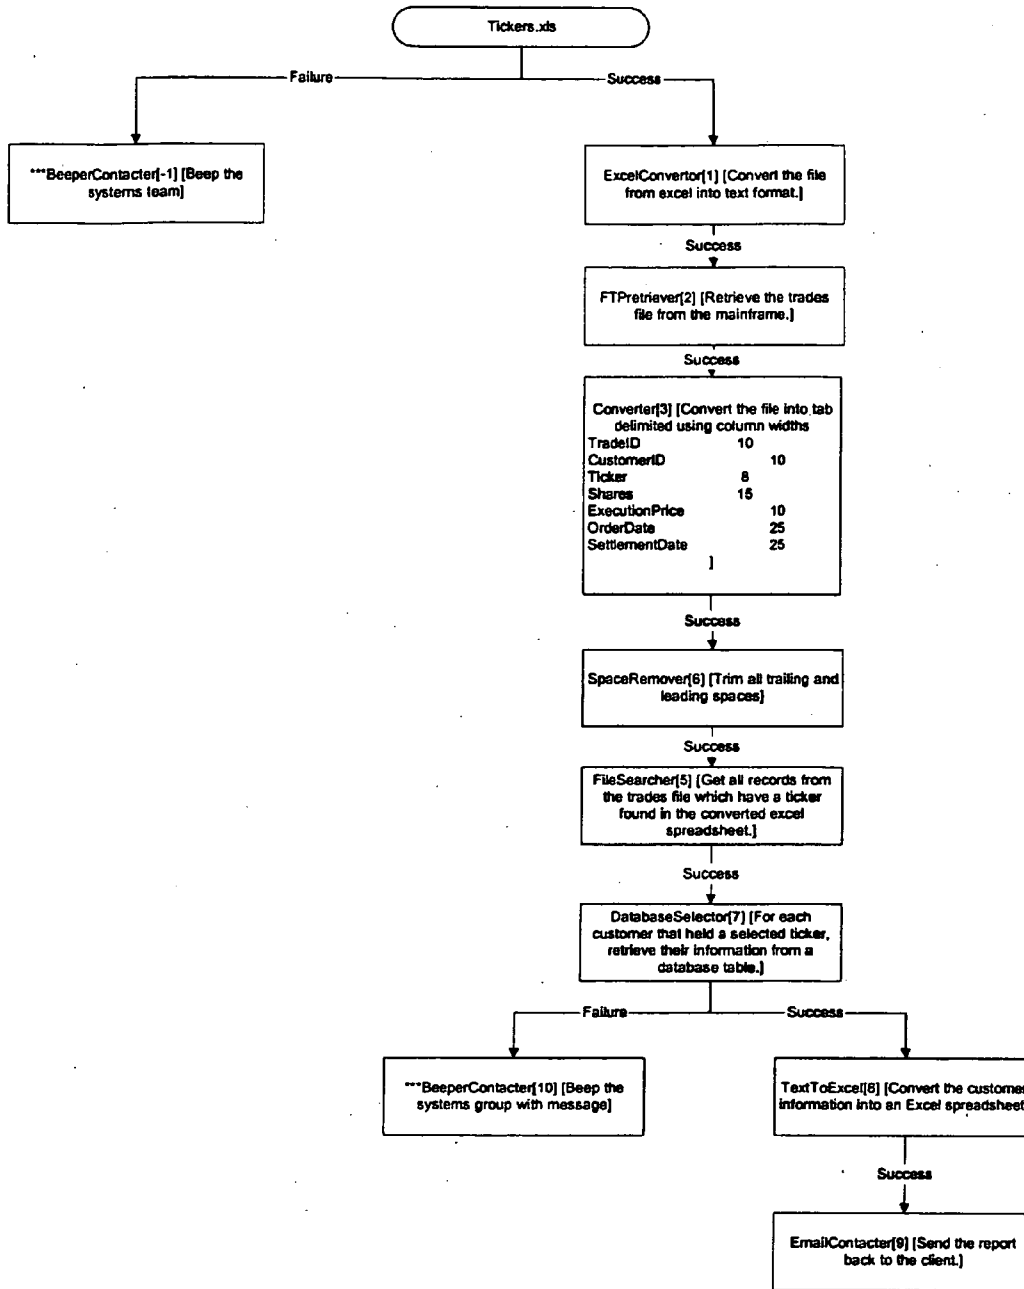 Tickers.xls
Failure
Success
***BeeperContacter[-1] [Beep the
systems team]
ExcelConvertor[1] [Convert the file
from excel into text format.]
Success
FTPretriever[2] [Retrieve the trades
file from the mainframe.]
Success
Converter[3] [Convert the file into tab
delimited using column widths
TradeID 10
CustomerID 10
Ticker 8
Shares 15
ExecutionPrice 10
OrderDate 25
SettlementDate 25
]
Success
SpaceRemover[6] [Trim all trailing and
leading spaces]
Success
FileSearcher[5] [Get all records from
the trades file which have a ticker
found in the converted excel
spreadsheet.]
Success
DatabaseSelector[7] [For each
customer that held a selected ticker,
retrieve their information from a
database table.]
Failure
Success
***BeeperContacter[10] [Beep the
systems group with message]
TextToExcel[8] [Convert the customer
information into an Excel spreadsheet
Success
EmailContacter[9] [Send the report
back to the client.]